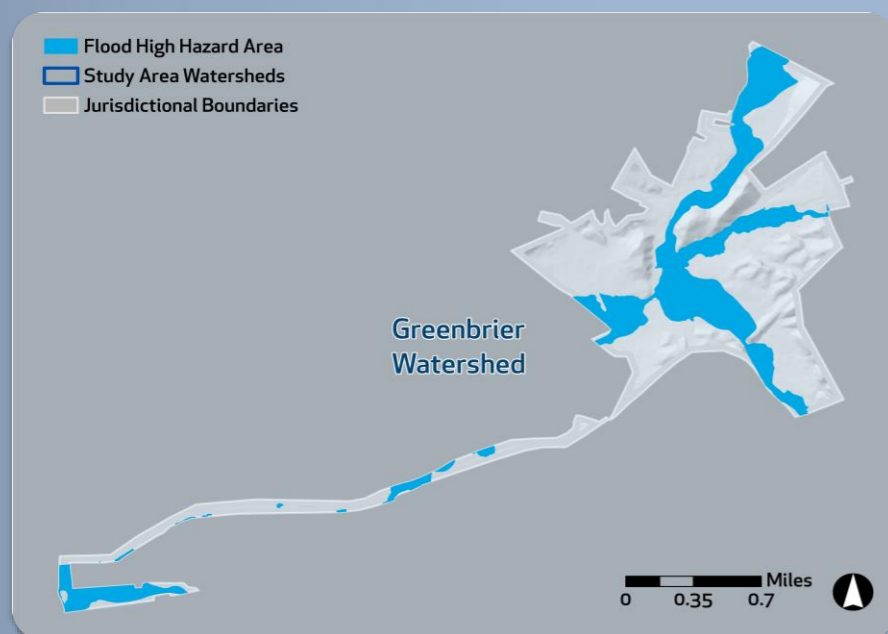 Flood High Hazard Area
Study Area Watersheds
Jurisdictional Boundaries
Greenbrier
Watershed
Miles
0 0.35 0.7